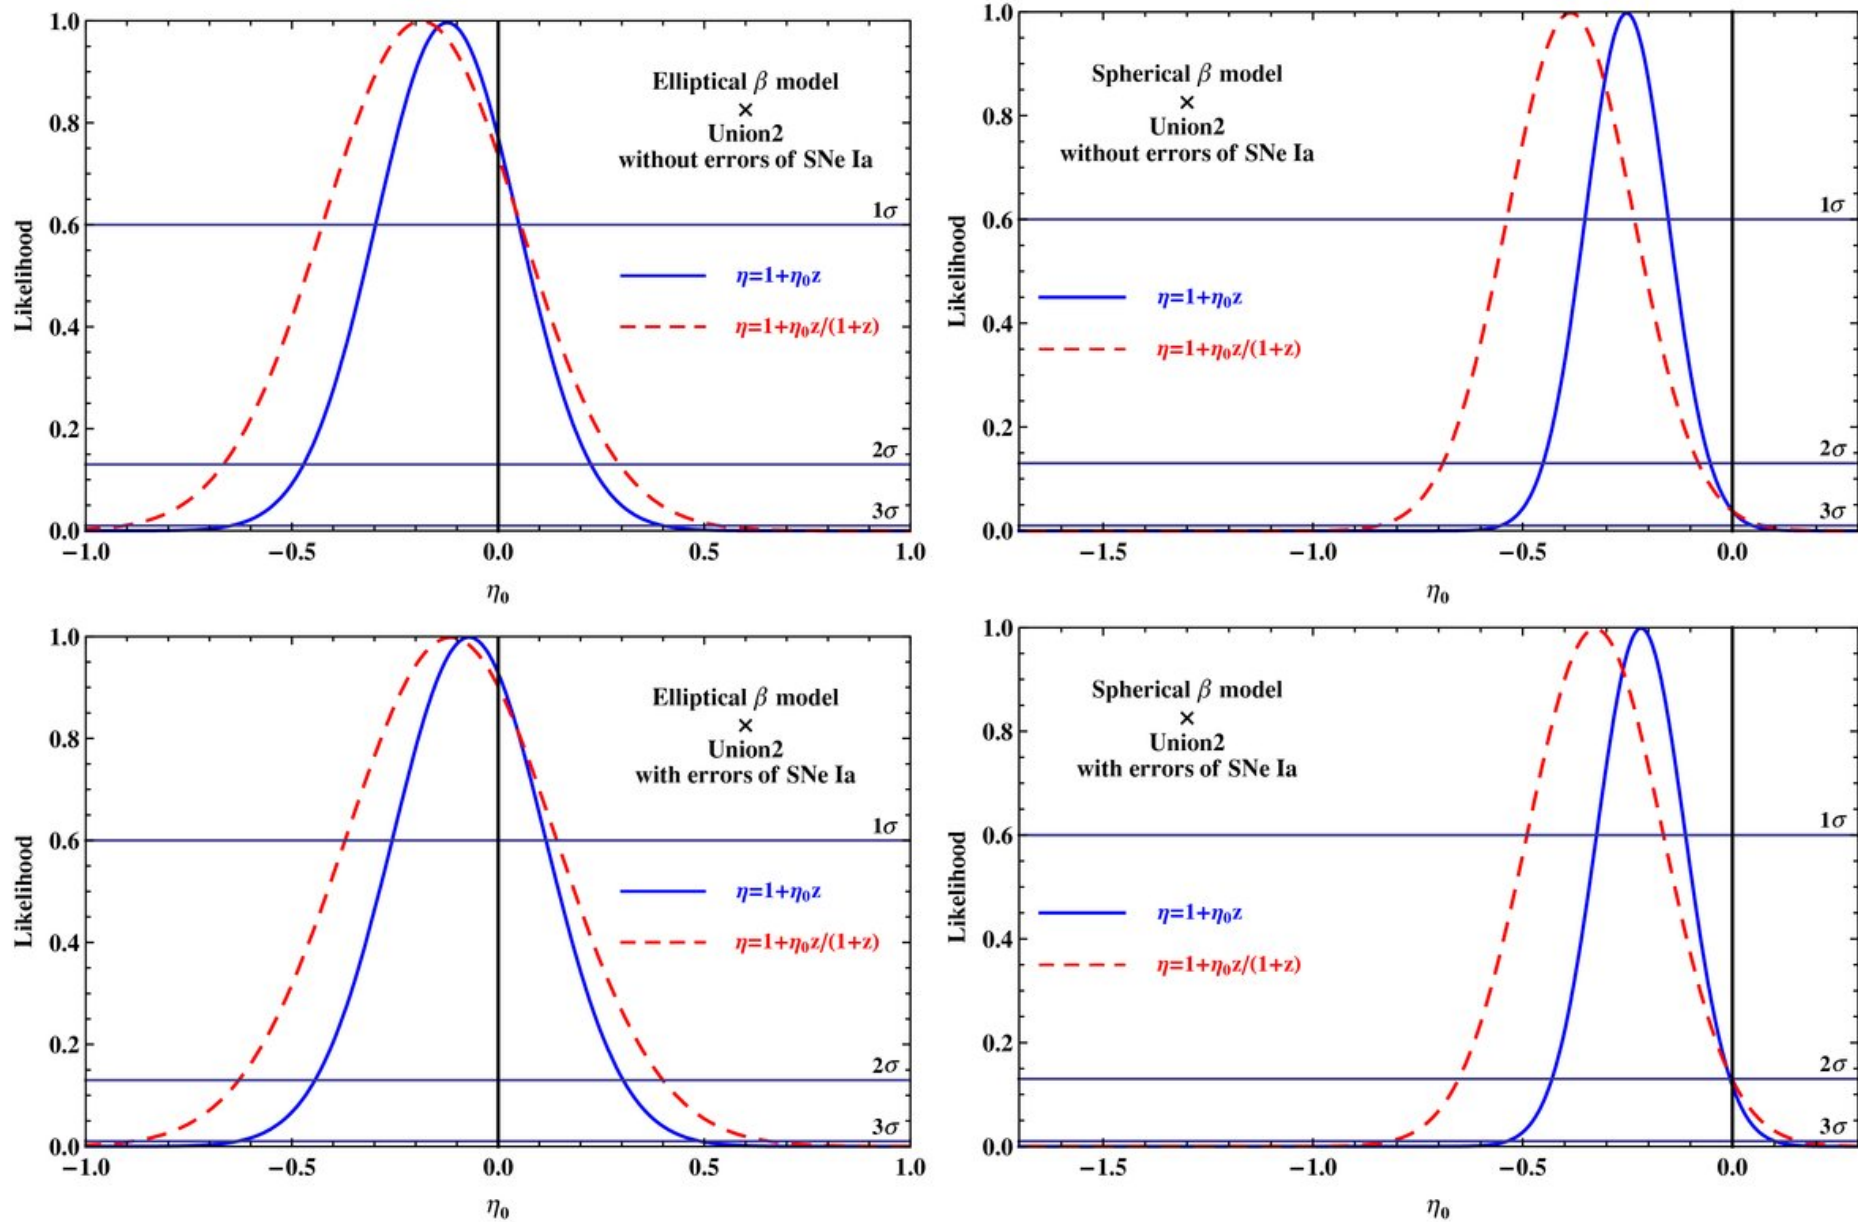 1.0
0.8
0.6
0.4
0.2
0.0
Likelihood
Elliptical β model
×
Union2
without errors of SNe Ia
1σ
η=1+η₀z
η=1+η₀z/(1+z)
2σ
3σ
−1.0 −0.5 0.0 0.5 1.0
η₀
1.0
0.8
0.6
0.4
0.2
0.0
Likelihood
Spherical β model
×
Union2
without errors of SNe Ia
1σ
η=1+η₀z
η=1+η₀z/(1+z)
2σ
3σ
−1.5 −1.0 −0.5 0.0
η₀
1.0
0.8
0.6
0.4
0.2
0.0
Likelihood
Elliptical β model
×
Union2
with errors of SNe Ia
1σ
η=1+η₀z
η=1+η₀z/(1+z)
2σ
3σ
−1.0 −0.5 0.0 0.5 1.0
η₀
1.0
0.8
0.6
0.4
0.2
0.0
Likelihood
Spherical β model
×
Union2
with errors of SNe Ia
1σ
η=1+η₀z
η=1+η₀z/(1+z)
2σ
3σ
−1.5 −1.0 −0.5 0.0
η₀